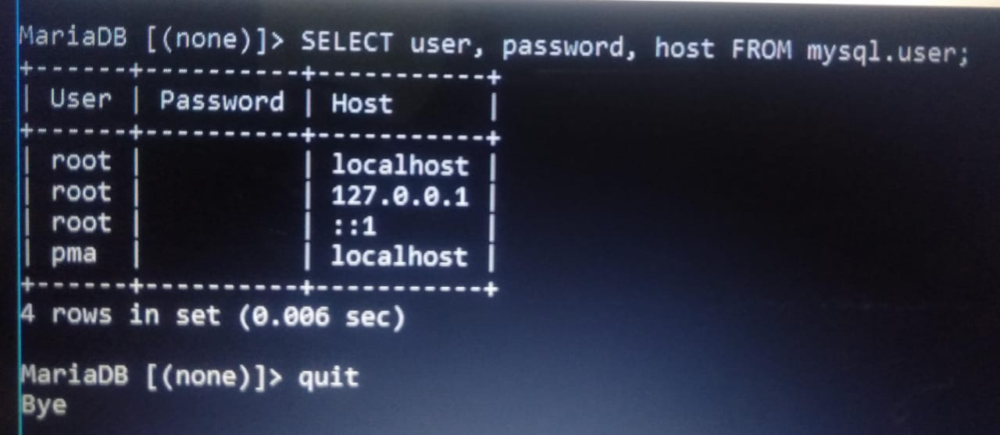 MariaDB [(none)]> SELECT user, password, host FROM mysql.user;
+------+----------+-----------+
| User | Password | Host      |
+------+----------+-----------+
| root |          | localhost |
| root |          | 127.0.0.1 |
| root |          | ::1       |
| pma  |          | localhost |
+------+----------+-----------+
4 rows in set (0.006 sec)
MariaDB [(none)]> quit
Bye